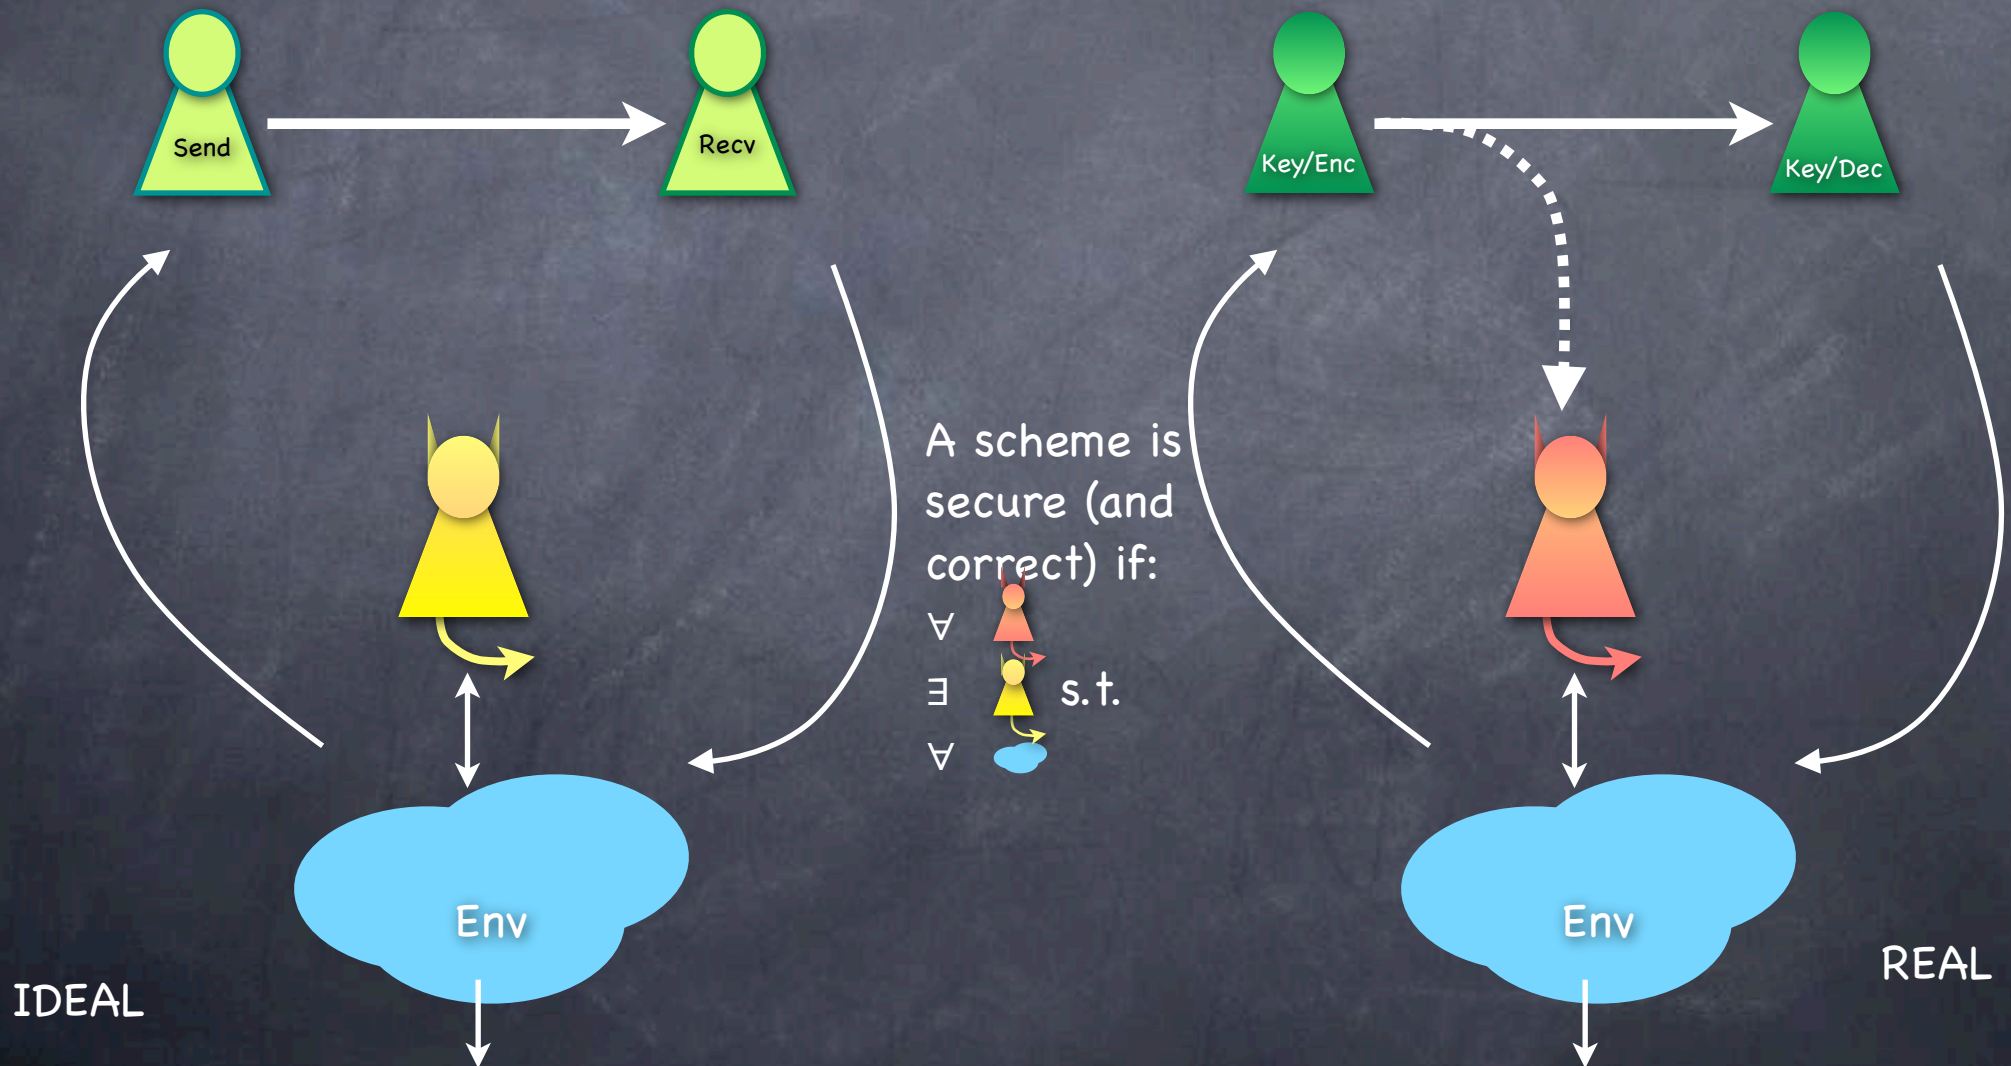 Send
Recv
Key/Enc
Key/Dec
A scheme is
secure (and
correct) if:
∀
∃ s.t.
∀
Env
Env
IDEAL
REAL